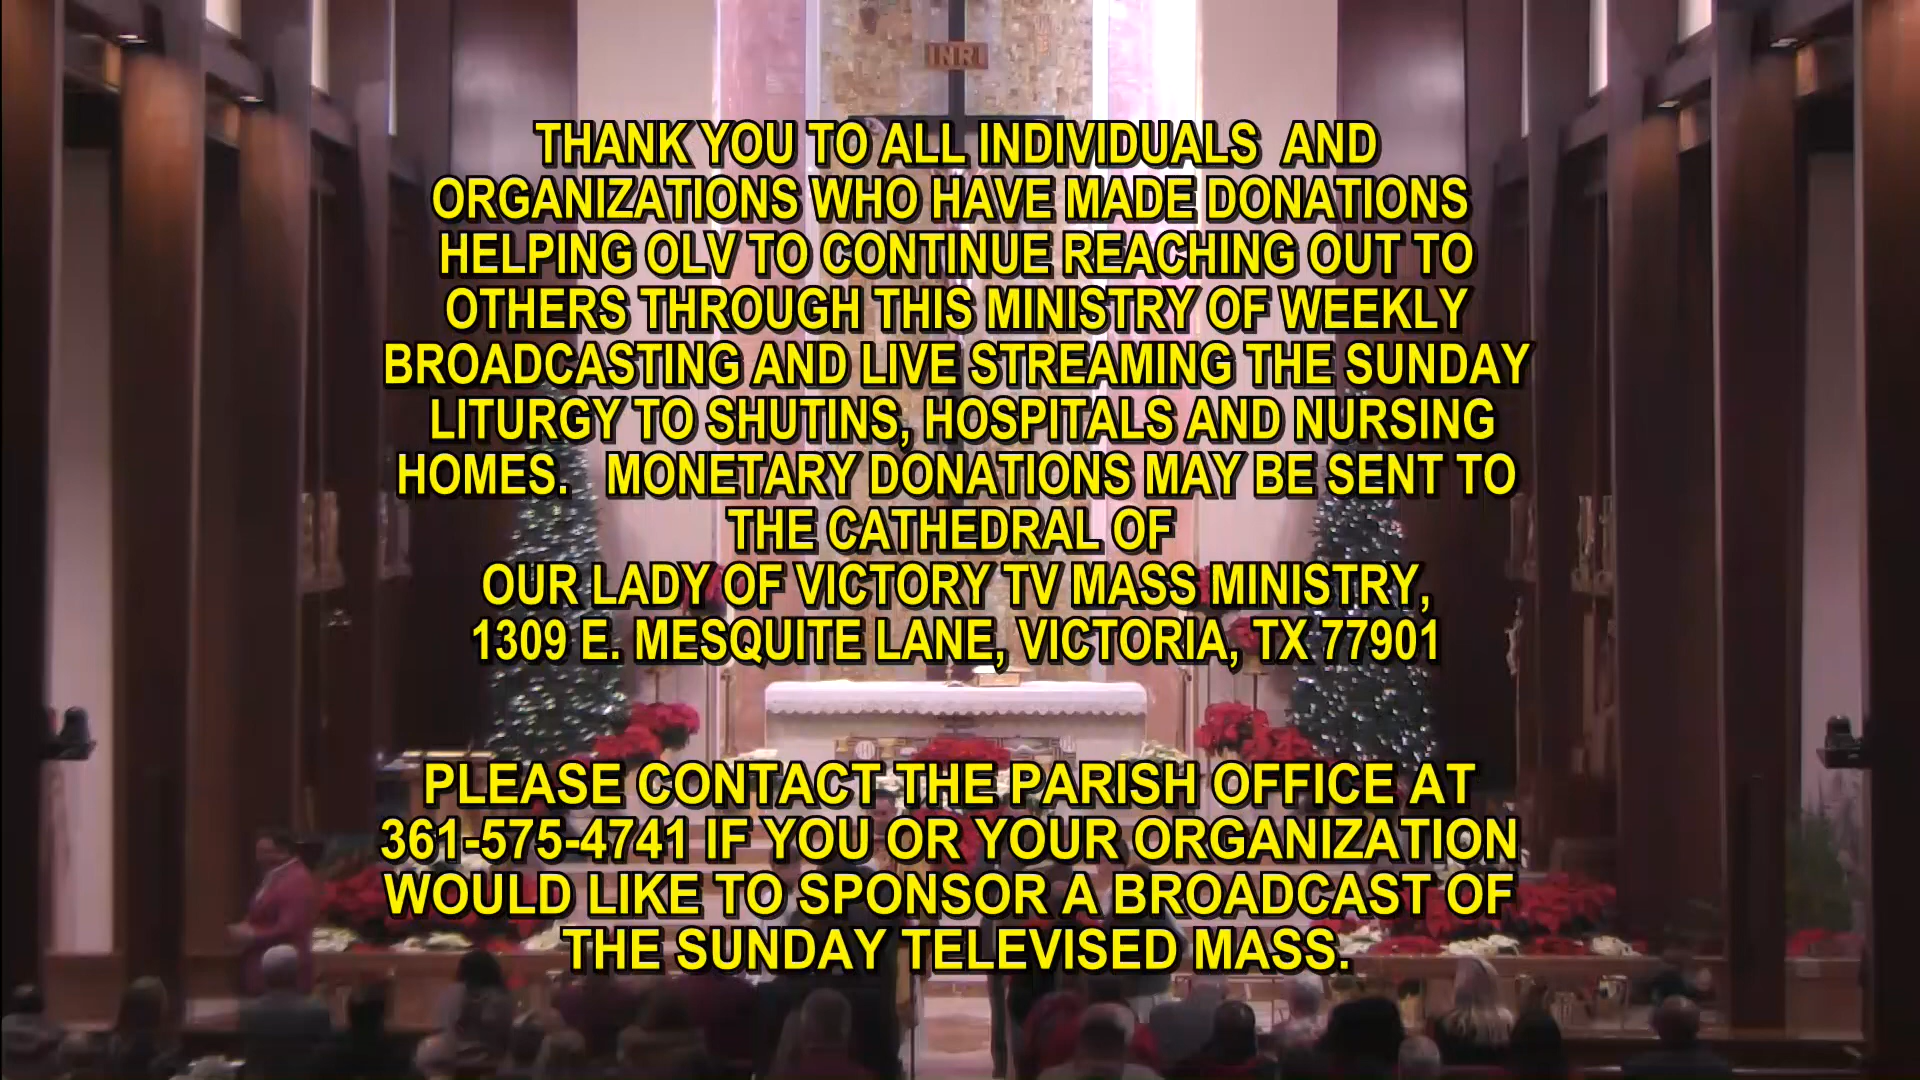 INRI
THANK YOU TO ALL INDIVIDUALS  AND
ORGANIZATIONS WHO HAVE MADE DONATIONS
HELPING OLV TO CONTINUE REACHING OUT TO
OTHERS THROUGH THIS MINISTRY OF WEEKLY
BROADCASTING AND LIVE STREAMING THE SUNDAY
LITURGY TO SHUTINS, HOSPITALS AND NURSING
HOMES.   MONETARY DONATIONS MAY BE SENT TO
THE CATHEDRAL OF
OUR LADY OF VICTORY TV MASS MINISTRY,
1309 E. MESQUITE LANE, VICTORIA, TX 77901
PLEASE CONTACT THE PARISH OFFICE AT
361-575-4741 IF YOU OR YOUR ORGANIZATION
WOULD LIKE TO SPONSOR A BROADCAST OF
THE SUNDAY TELEVISED MASS.